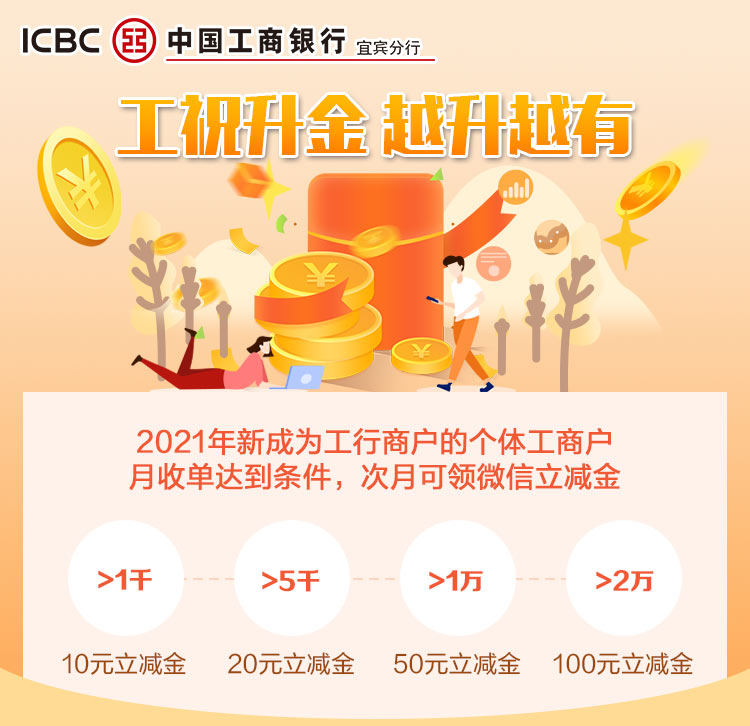 ICBC 中国工商银行 宜宾分行
工祝升金 越升越有
2021年新成为工行商户的个体工商户
月收单达到条件，次月可领微信立减金
>1千 >5千 >1万 >2万
10元立减金 20元立减金 50元立减金 100元立减金